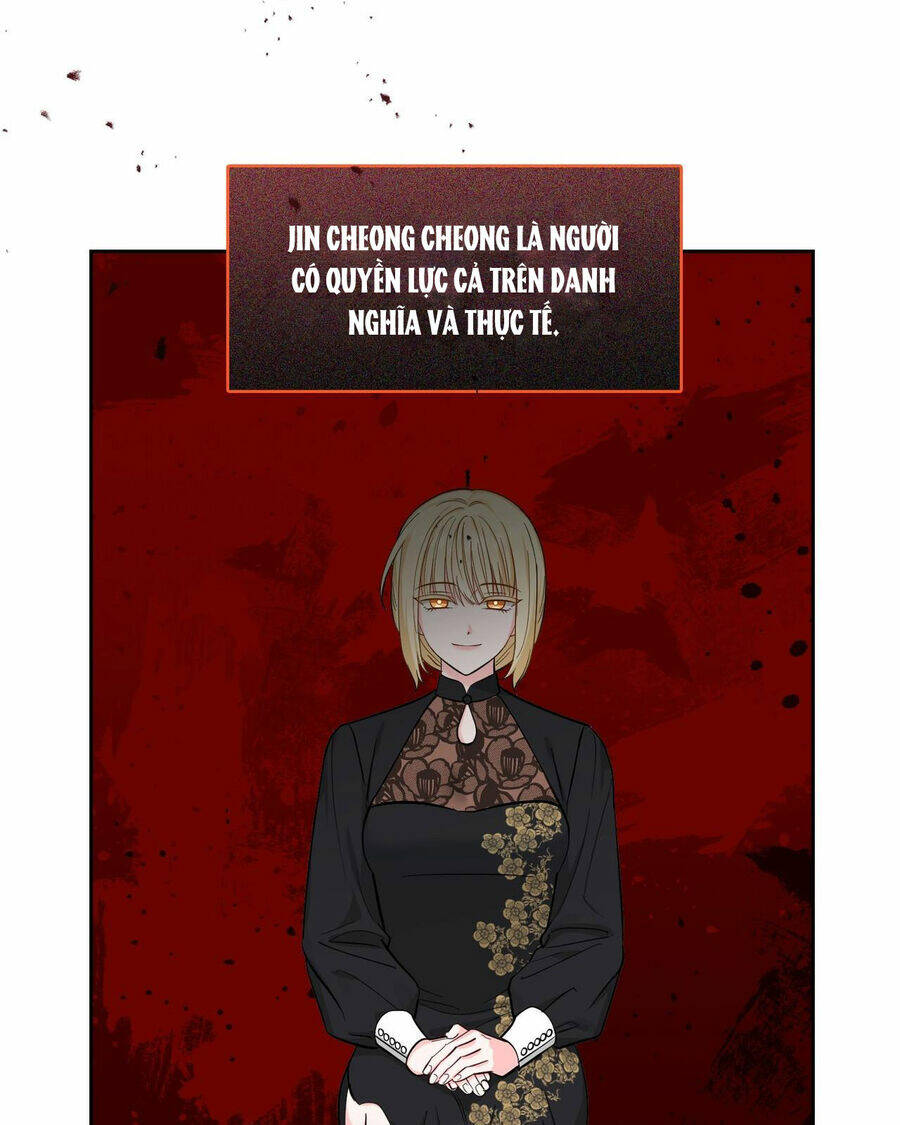 JIN CHEONG CHEONG LÀ NGƯỜI
CÓ QUYỀN LỰC CẢ TRÊN DANH
NGHĨA VÀ THỰC TẾ.